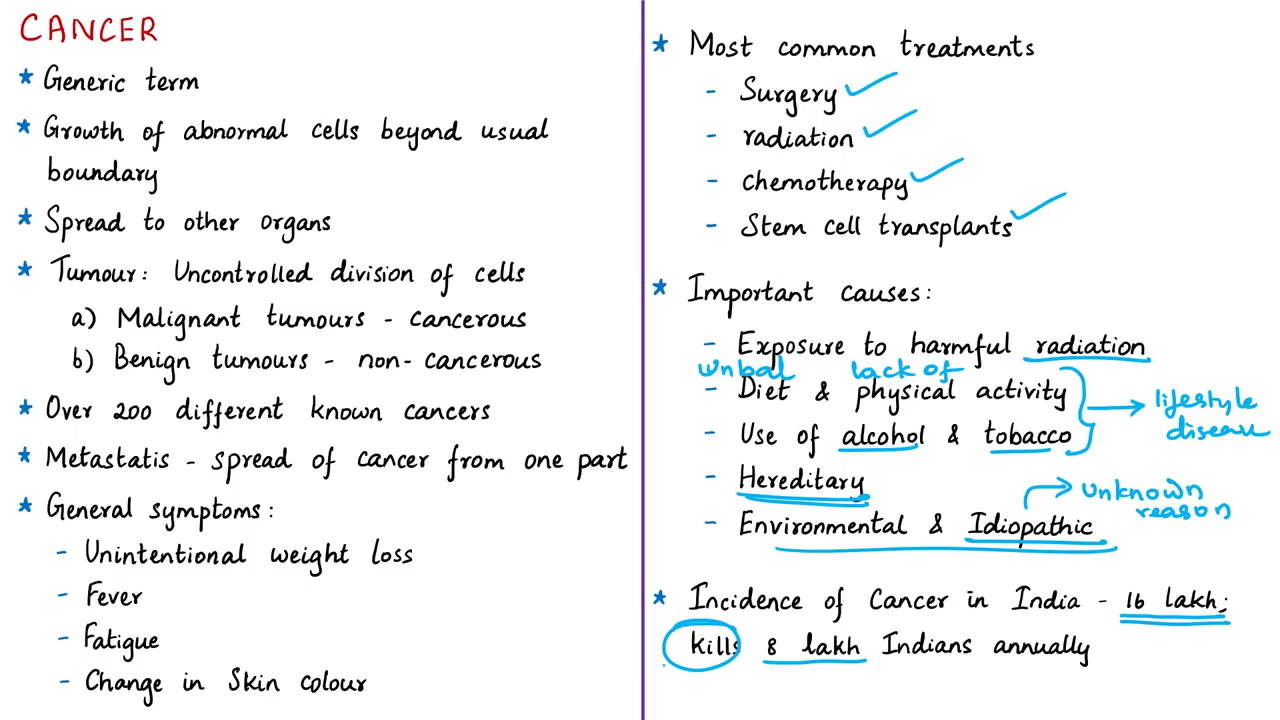 CANCER
* Generic term
* Growth of abnormal cells beyond usual
boundary
* Spread to other organs
* Tumour: Uncontrolled division of cells
a) Malignant tumours - cancerous
b) Benign tumours - non-cancerous
* Over 200 different known cancers
* Metastatis - spread of cancer from one part
* General symptoms:
- Unintentional weight loss
- Fever
- Fatigue
- Change in Skin colour
* Most common treatments
- Surgery ✓
- radiation ✓
- chemotherapy ✓
- Stem cell transplants ✓
* Important causes:
- Exposure to harmful radiation
unbal lack of
- Diet & physical activity
- Use of alcohol & tobacco
→ lifestyle
disease
- Hereditary
- Environmental & Idiopathic
→ unknown
reason
* Incidence of Cancer in India - 16 lakh;
kills 8 lakh Indians annually